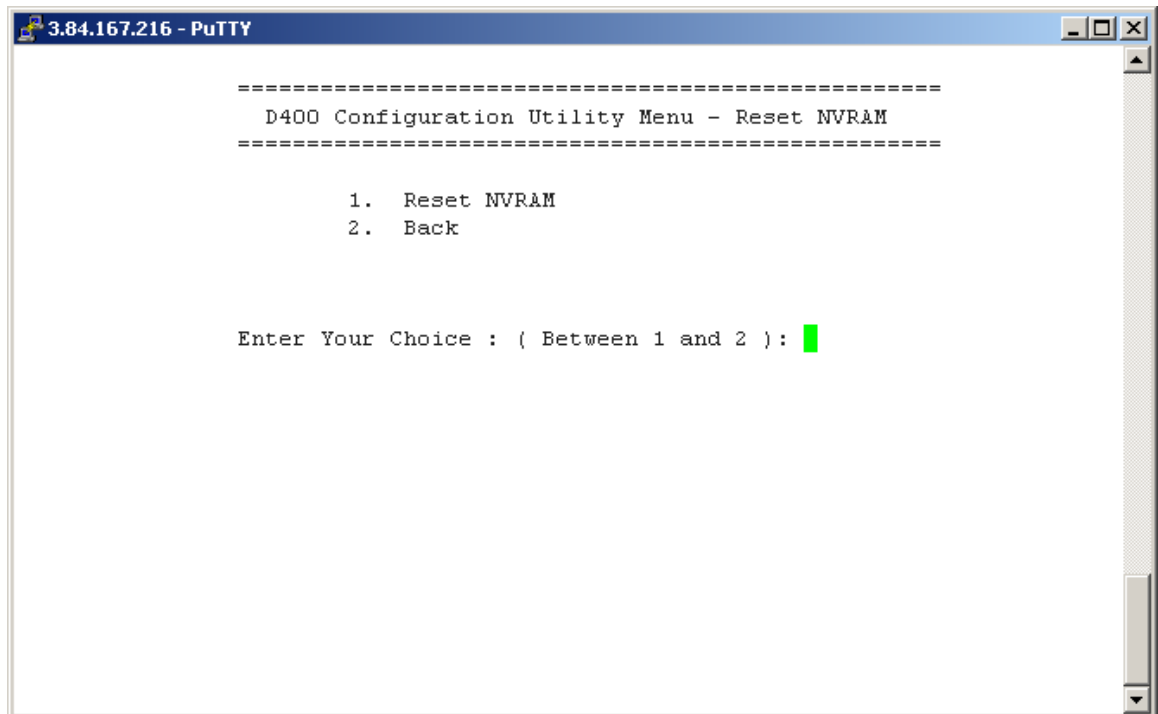 3.84.167.216 - PuTTY
===================================================
D400 Configuration Utility Menu - Reset NVRAM
===================================================
1. Reset NVRAM
2. Back
Enter Your Choice : ( Between 1 and 2 ):